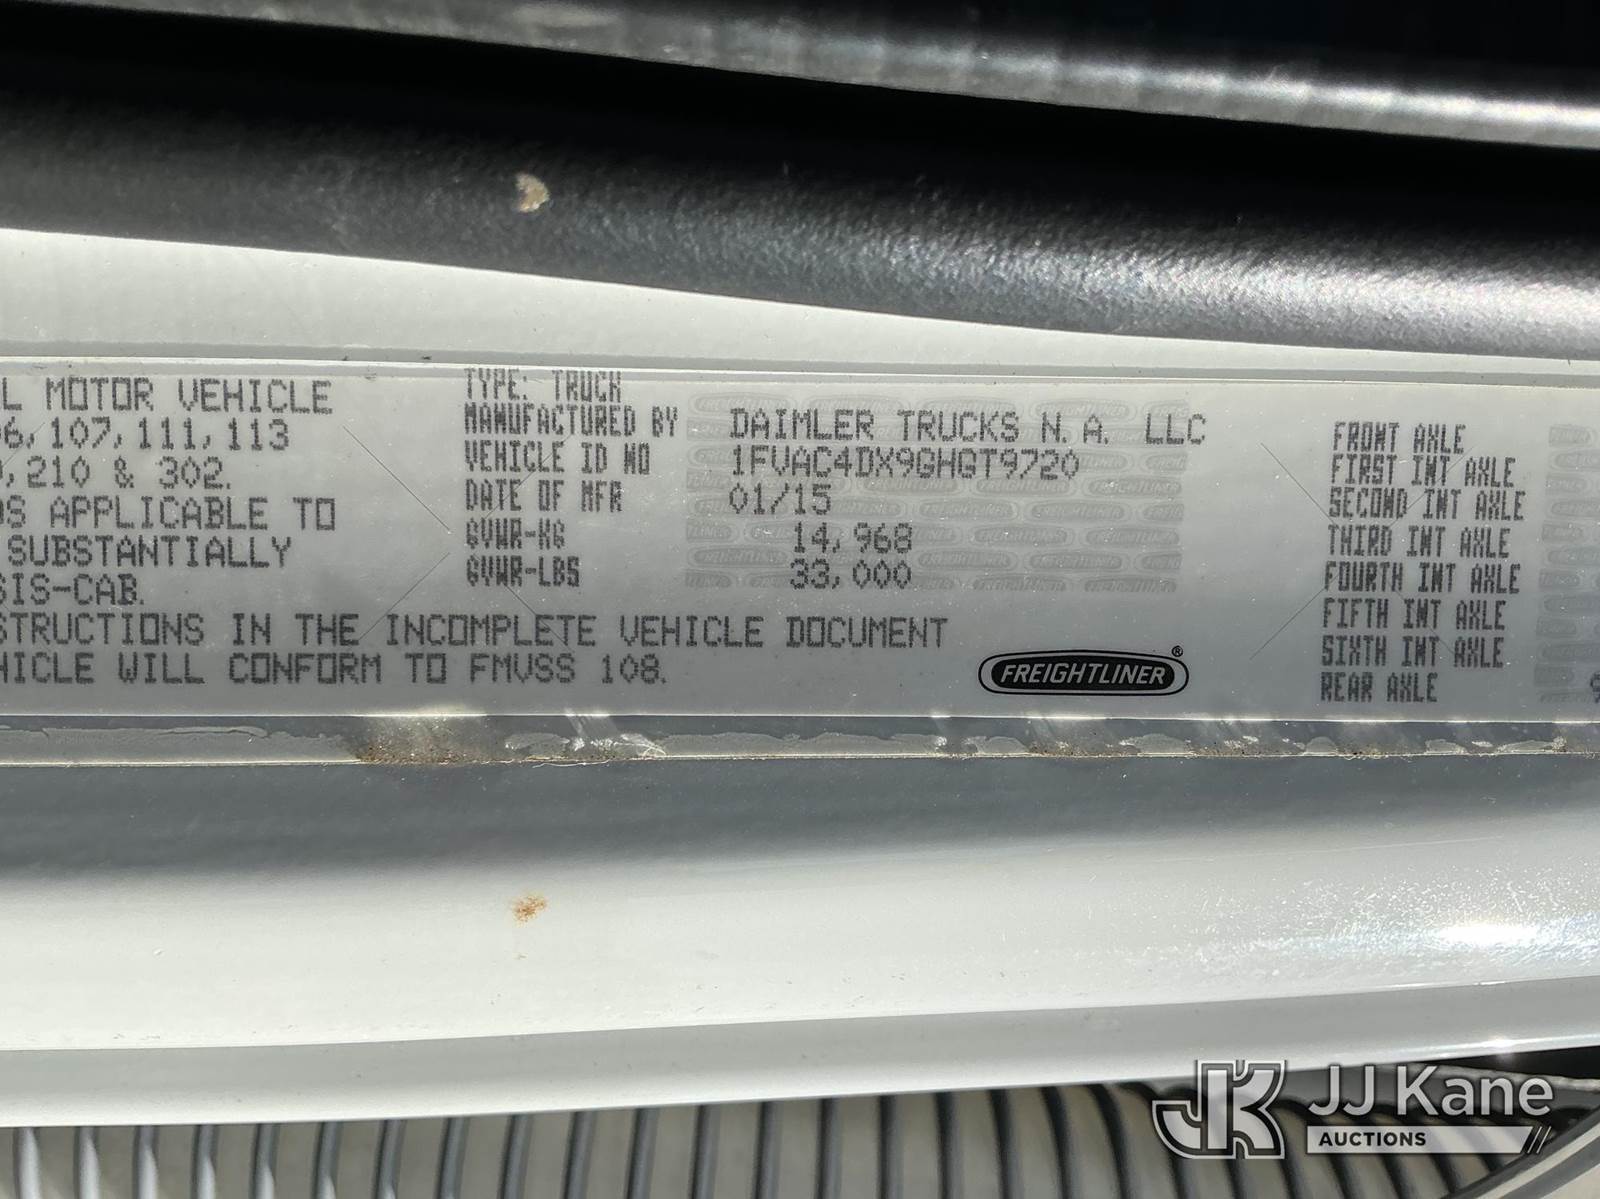 L MOTOR VEHICLE
06, 107, 111, 113
, 210 & 302.
DS APPLICABLE TO
SUBSTANTIALLY
SIS-CAB.
STRUCTIONS IN THE INCOMPLETE VEHICLE DOCUMENT
HICLE WILL CONFORM TO FMVSS 108.
TYPE: TRUCK
MANUFACTURED BY DAIMLER TRUCKS N.A. LLC
VEHICLE ID NO 1FVAC4DX9GHGT9720
DATE OF MFR 01/15
GVWR-KG 14,968
GVWR-LBS 33,000
FREIGHTLINER®
FRONT AXLE
FIRST INT AXLE
SECOND INT AXLE
THIRD INT AXLE
FOURTH INT AXLE
FIFTH INT AXLE
SIXTH INT AXLE
REAR AXLE 9
JK JJ Kane
AUCTIONS